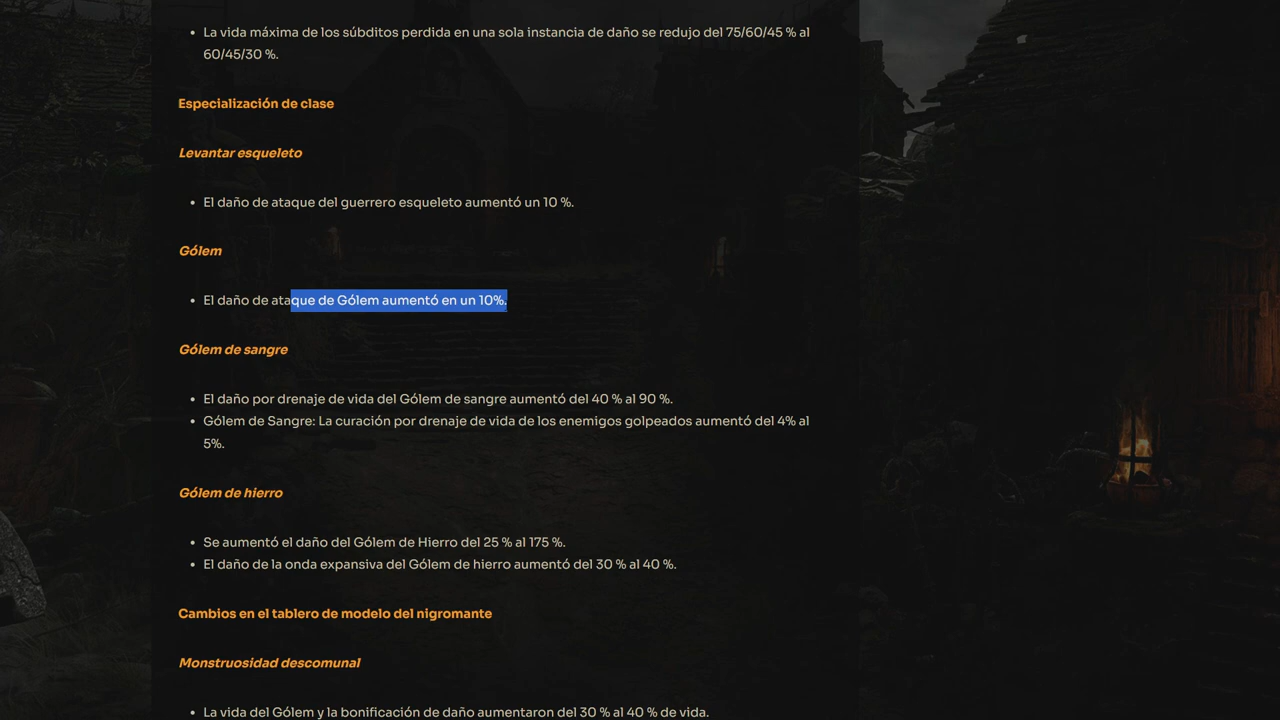 • La vida máxima de los súbditos perdida en una sola instancia de daño se redujo del 75/60/45 % al
60/45/30 %.
Especialización de clase
Levantar esqueleto
• El daño de ataque del guerrero esqueleto aumentó un 10 %.
Gólem
• El daño de ataque de Gólem aumentó en un 10%.
Gólem de sangre
• El daño por drenaje de vida del Gólem de sangre aumentó del 40 % al 90 %.
• Gólem de Sangre: La curación por drenaje de vida de los enemigos golpeados aumentó del 4% al
5%.
Gólem de hierro
• Se aumentó el daño del Gólem de Hierro del 25 % al 175 %.
• El daño de la onda expansiva del Gólem de hierro aumentó del 30 % al 40 %.
Cambios en el tablero de modelo del nigromante
Monstruosidad descomunal
• La vida del Gólem y la bonificación de daño aumentaron del 30 % al 40 % de vida.